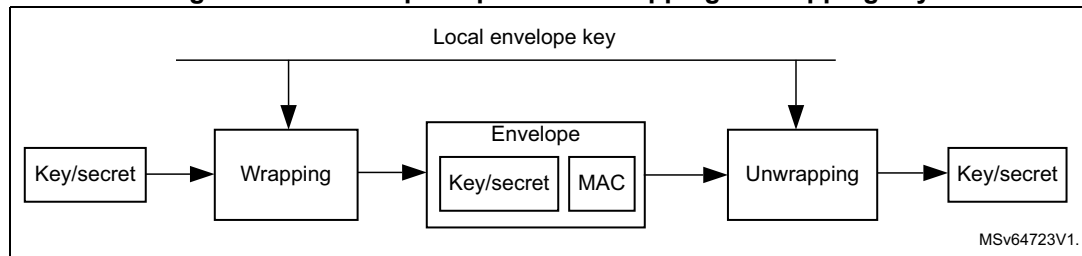 Local envelope key
Envelope
Key/secret
Wrapping
Key/secret
MAC
Unwrapping
Key/secret
MSv64723V1.